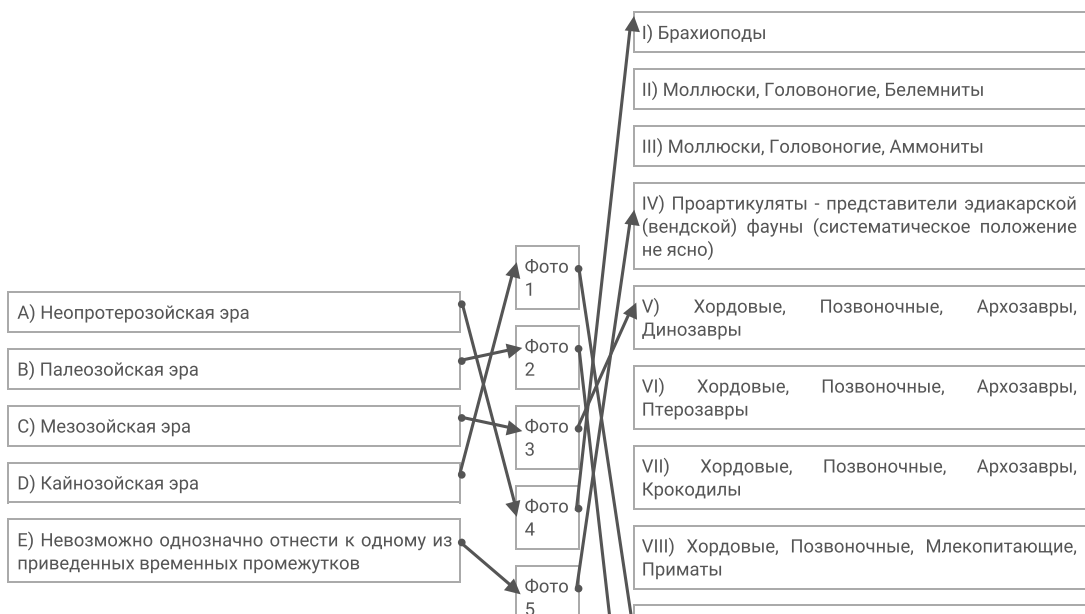 A) Неопротерозойская эра
B) Палеозойская эра
C) Мезозойская эра
D) Кайнозойская эра
E) Невозможно однозначно отнести к одному из
приведенных временных промежутков
Фото
1
Фото
2
Фото
3
Фото
4
Фото
5
I) Брахиоподы
II) Моллюски, Головоногие, Белемниты
III) Моллюски, Головоногие, Аммониты
IV) Проартикуляты - представители эдиакарской
(вендской) фауны (систематическое положение
не ясно)
V) Хордовые, Позвоночные, Архозавры,
Динозавры
VI) Хордовые, Позвоночные, Архозавры,
Птерозавры
VII) Хордовые, Позвоночные, Архозавры,
Крокодилы
VIII) Хордовые, Позвоночные, Млекопитающие,
Приматы